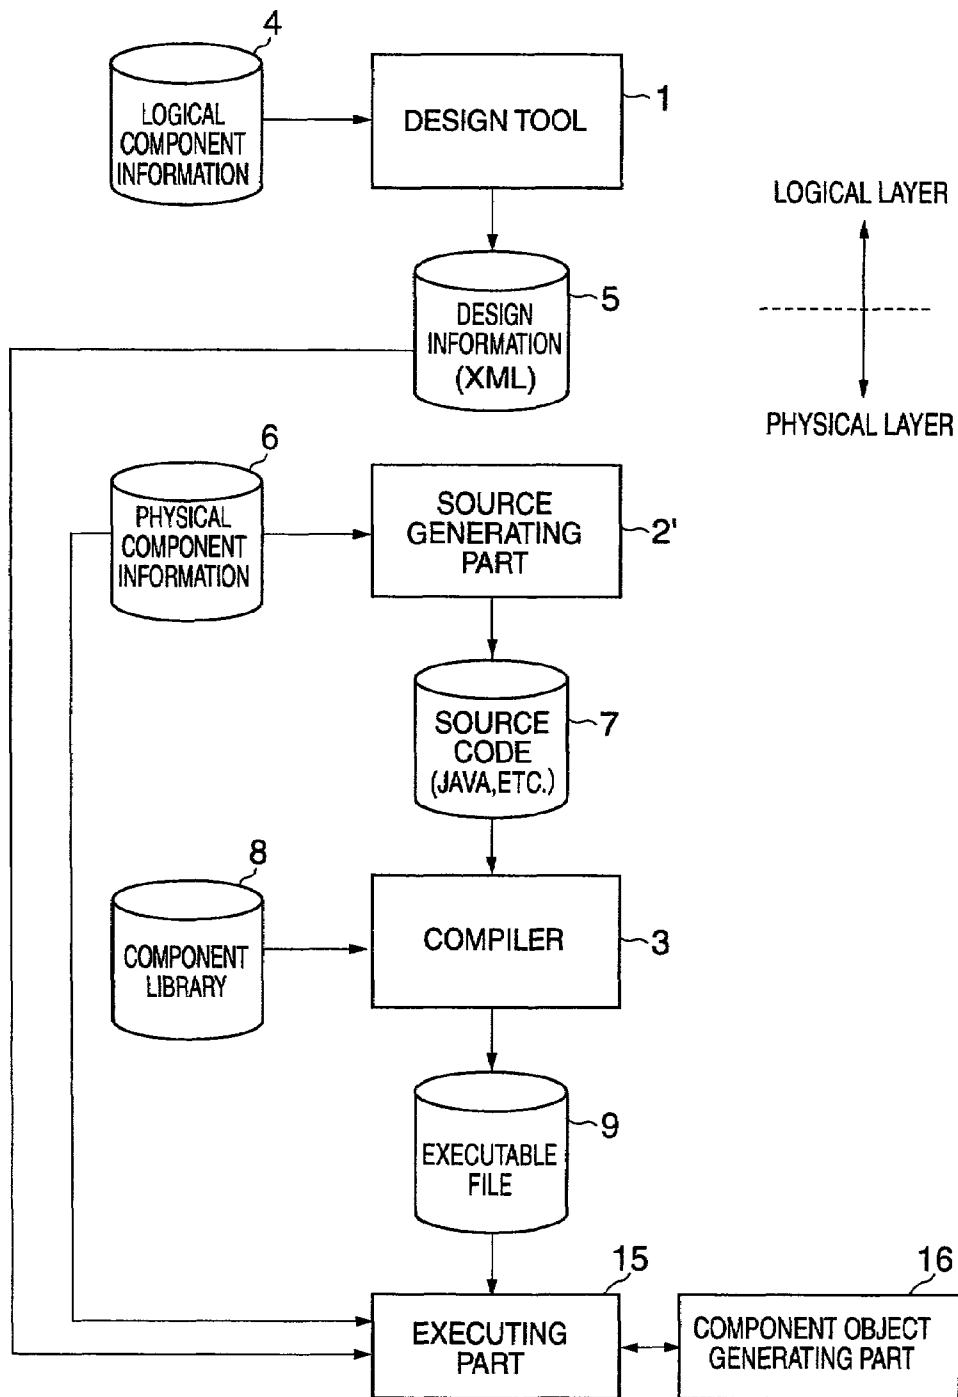 4
LOGICAL
COMPONENT
INFORMATION
DESIGN TOOL
1
LOGICAL LAYER
PHYSICAL LAYER
DESIGN
INFORMATION
(XML)
5
6
PHYSICAL
COMPONENT
INFORMATION
SOURCE
GENERATING
PART
2'
SOURCE
CODE
(JAVA,ETC.)
7
8
COMPONENT
LIBRARY
COMPILER
3
EXECUTABLE
FILE
9
15
EXECUTING
PART
16
COMPONENT OBJECT
GENERATING PART